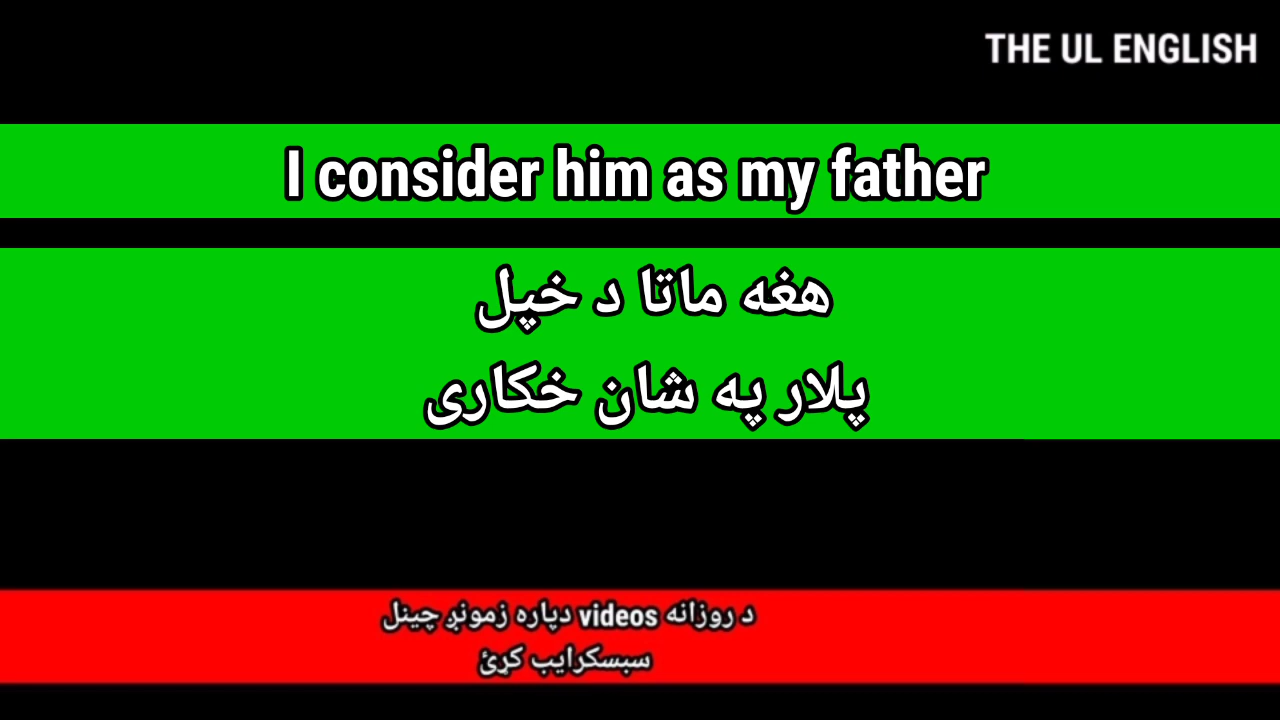 THE UL ENGLISH
I consider him as my father
هغه ماتا د خپل
پلار په شان خکاری
د روزانه videos دپاره زمونږ چینل
سبسکرایب کړئ